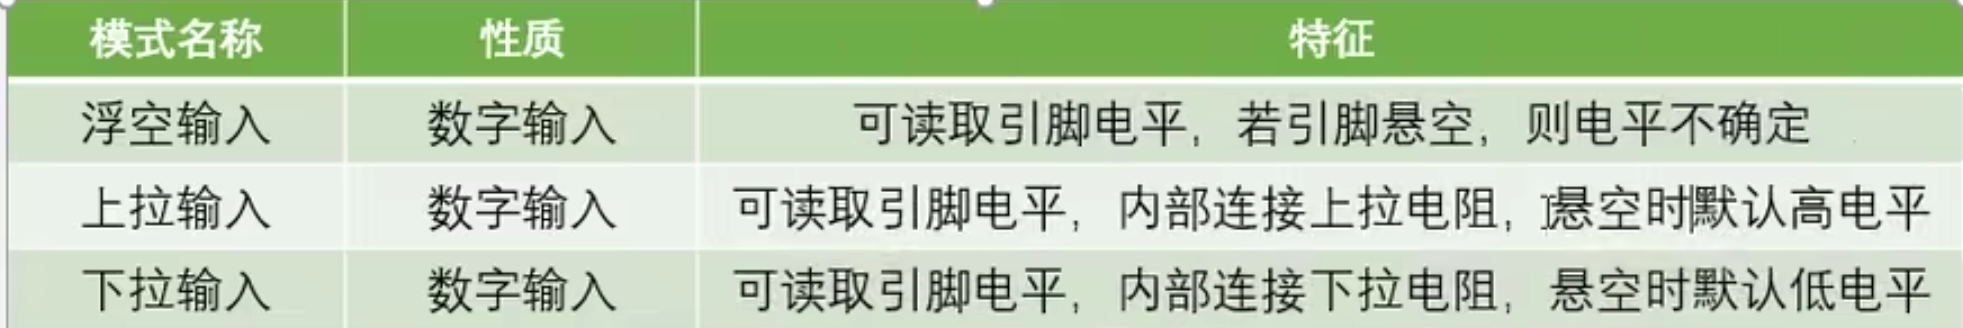 模式名称 性质 特征
浮空输入 数字输入 可读取引脚电平，若引脚悬空，则电平不确定
上拉输入 数字输入 可读取引脚电平，内部连接上拉电阻，悬空时默认高电平
下拉输入 数字输入 可读取引脚电平，内部连接下拉电阻，悬空时默认低电平